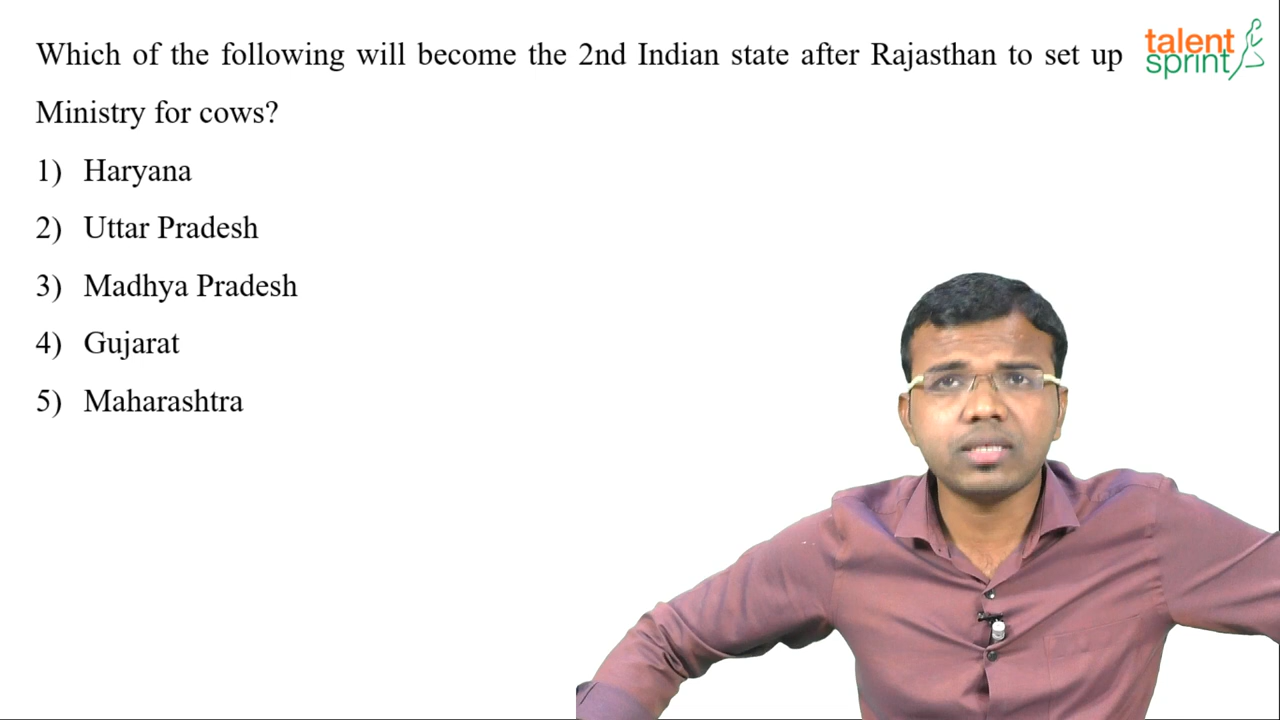 Which of the following will become the 2nd Indian state after Rajasthan to set up
Ministry for cows?
1) Haryana
2) Uttar Pradesh
3) Madhya Pradesh
4) Gujarat
5) Maharashtra
talent
sprint